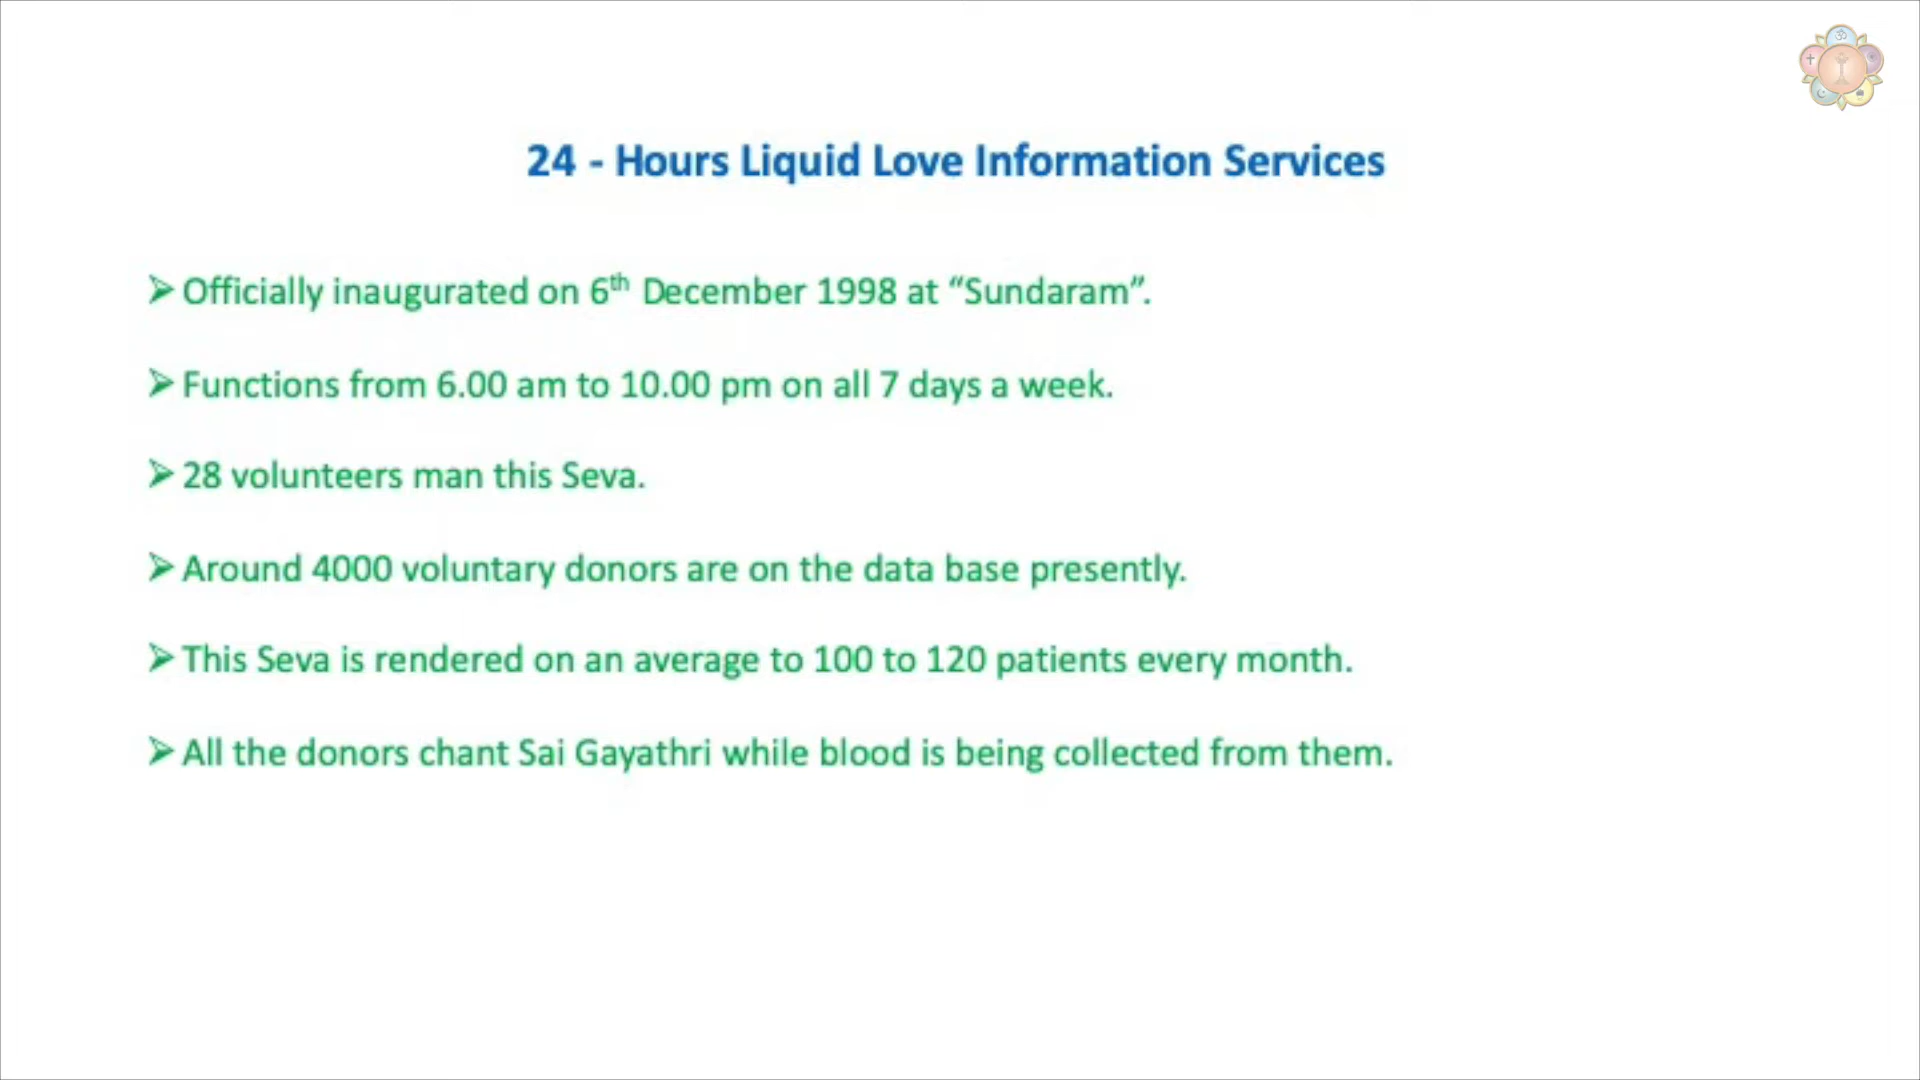 24 - Hours Liquid Love Information Services
➢ Officially inaugurated on 6th December 1998 at “Sundaram”.
➢ Functions from 6.00 am to 10.00 pm on all 7 days a week.
➢ 28 volunteers man this Seva.
➢ Around 4000 voluntary donors are on the data base presently.
➢ This Seva is rendered on an average to 100 to 120 patients every month.
➢ All the donors chant Sai Gayathri while blood is being collected from them.